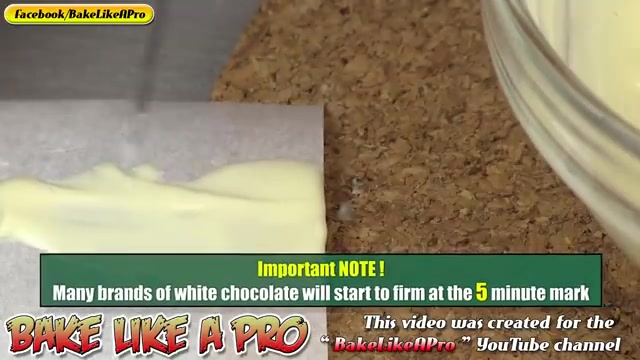 Facebook/BakeLikeAPro
Important NOTE !
Many brands of white chocolate will start to firm at the 5 minute mark
BAKE LIKE A PRO
This video was created for the
“ BakeLikeAPro ” YouTube channel